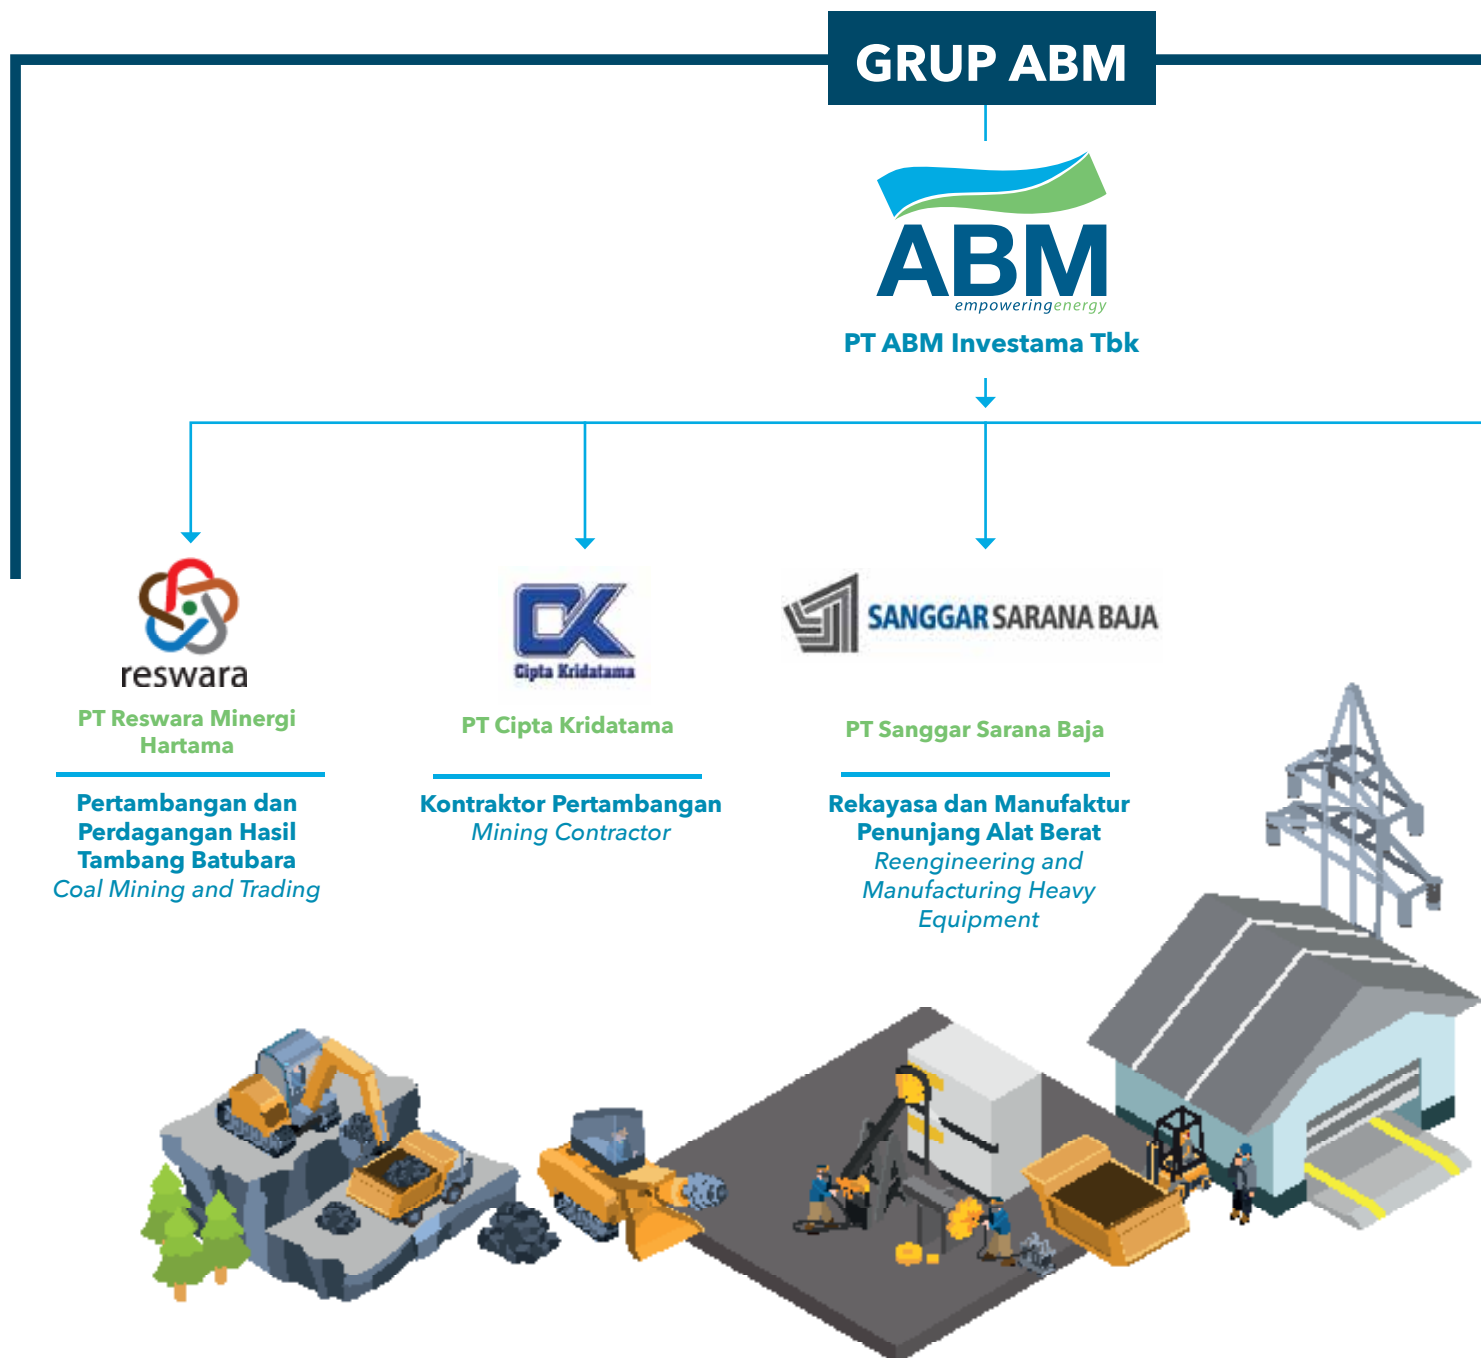 GRUP ABM
ABM
empoweringenergy
PT ABM Investama Tbk
reswara
PT Reswara Minergi
Hartama
Pertambangan dan
Perdagangan Hasil
Tambang Batubara
Coal Mining and Trading
CK
Cipta Kridatama
PT Cipta Kridatama
Kontraktor Pertambangan
Mining Contractor
SANGGAR SARANA BAJA
PT Sanggar Sarana Baja
Rekayasa dan Manufaktur
Penunjang Alat Berat
Reengineering and
Manufacturing Heavy
Equipment